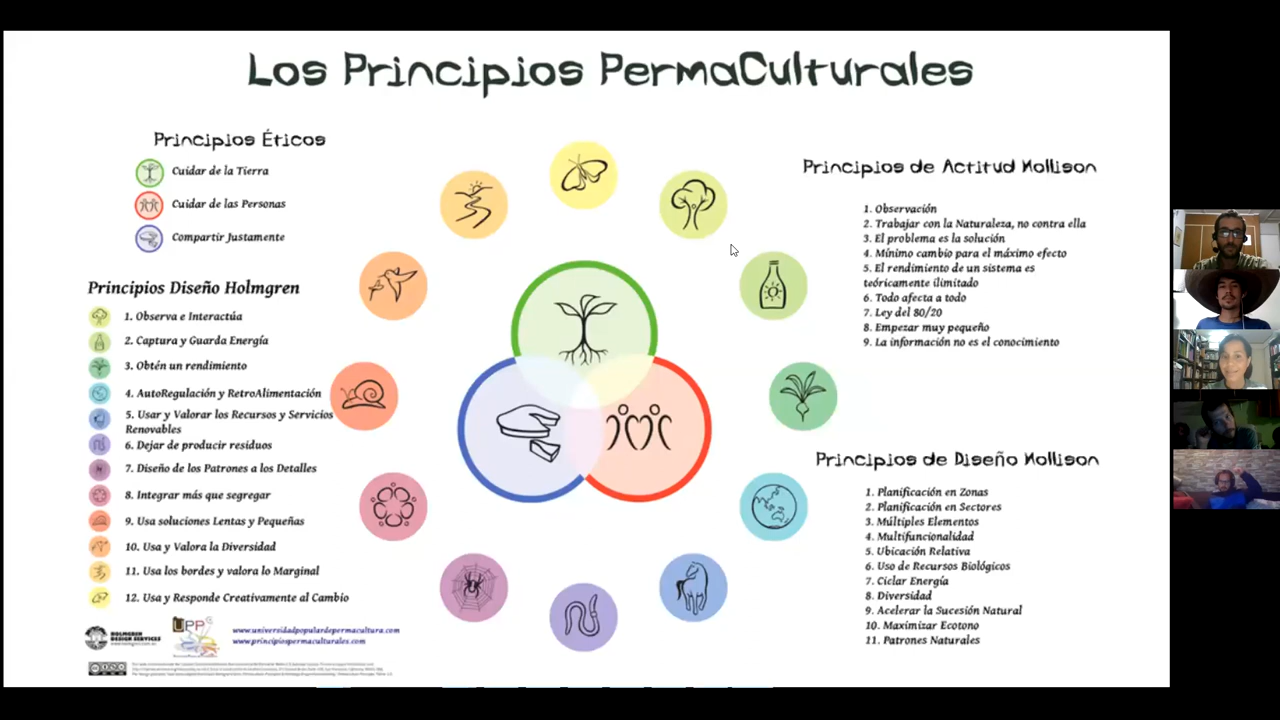 Los Principios PermaCulturales
Principios Éticos
Cuidar de la Tierra
Cuidar de las Personas
Compartir Justamente
Principios Diseño Holmgren
1. Observa e Interactúa
2. Captura y Guarda Energía
3. Obtén un rendimiento
4. AutoRegulación y RetroAlimentación
5. Usar y Valorar los Recursos y Servicios
Renovables
6. Dejar de producir residuos
7. Diseño de los Patrones a los Detalles
8. Integrar más que segregar
9. Usa soluciones Lentas y Pequeñas
10. Usa y Valora la Diversidad
11. Usa los bordes y valora lo Marginal
12. Usa y Responde Creativamente al Cambio
HOLMGREN
DESIGN SERVICES
UPP
www.universidadpopulardepermacultura.com
www.principiospermaculturales.com
Principios de Actitud Mollison
1. Observación
2. Trabajar con la Naturaleza, no contra ella
3. El problema es la solución
4. Mínimo cambio para el máximo efecto
5. El rendimiento de un sistema es
teóricamente ilimitado
6. Todo afecta a todo
7. Ley del 80/20
8. Empezar muy pequeño
9. La información no es el conocimiento
Principios de Diseño Mollison
1. Planificación en Zonas
2. Planificación en Sectores
3. Múltiples Elementos
4. Multifuncionalidad
5. Ubicación Relativa
6. Uso de Recursos Biológicos
7. Ciclar Energía
8. Diversidad
9. Acelerar la Sucesión Natural
10. Maximizar Ecotono
11. Patrones Naturales